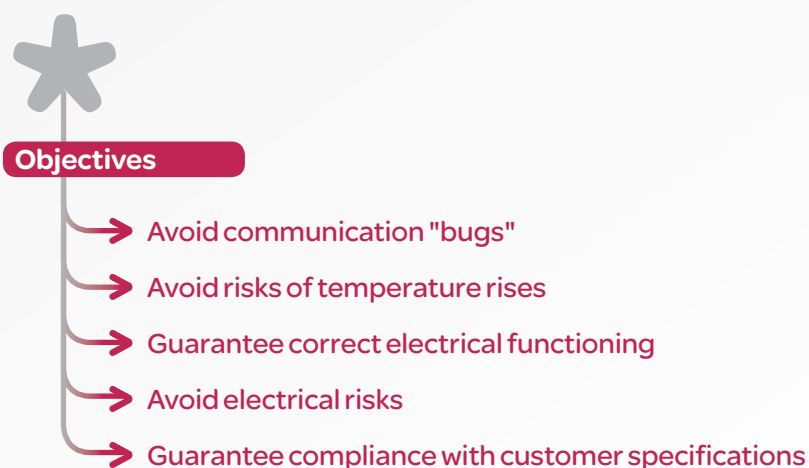 Objectives
Avoid communication "bugs"
Avoid risks of temperature rises
Guarantee correct electrical functioning
Avoid electrical risks
Guarantee compliance with customer specifications